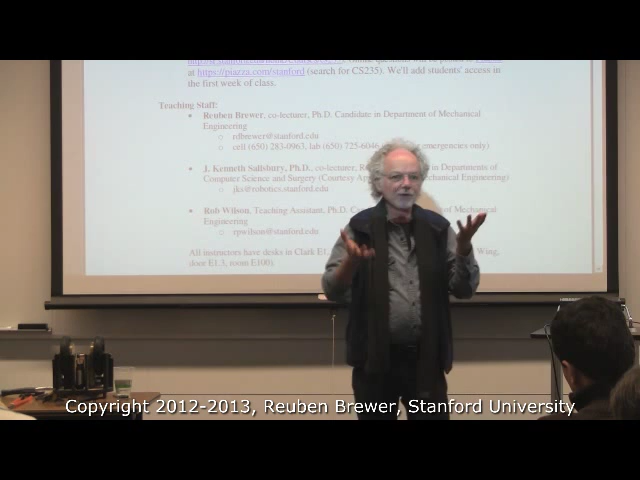 at https://piazza.com/stanford (search for CS235). We'll add students' access in
the first week of class.
Teaching Staff:
Reuben Brewer, co-lecturer, Ph.D. Candidate in Department of Mechanical
Engineering
rdbrewer@stanford.edu
cell (650) 283-0963, lab (650) 725-6046 emergencies only)
J. Kenneth Salisbury, Ph.D., co-lecturer, in Departments of
Computer Science and Surgery (Courtesy Mechanical Engineering)
jks@robotics.stanford.edu
Rob Wilson, Teaching Assistant, Ph.D. of Mechanical
Engineering
rpwilson@stanford.edu
All instructors have desks in Clark E1. Wing,
door E1.3, room E100).
Copyright 2012-2013, Reuben Brewer, Stanford University